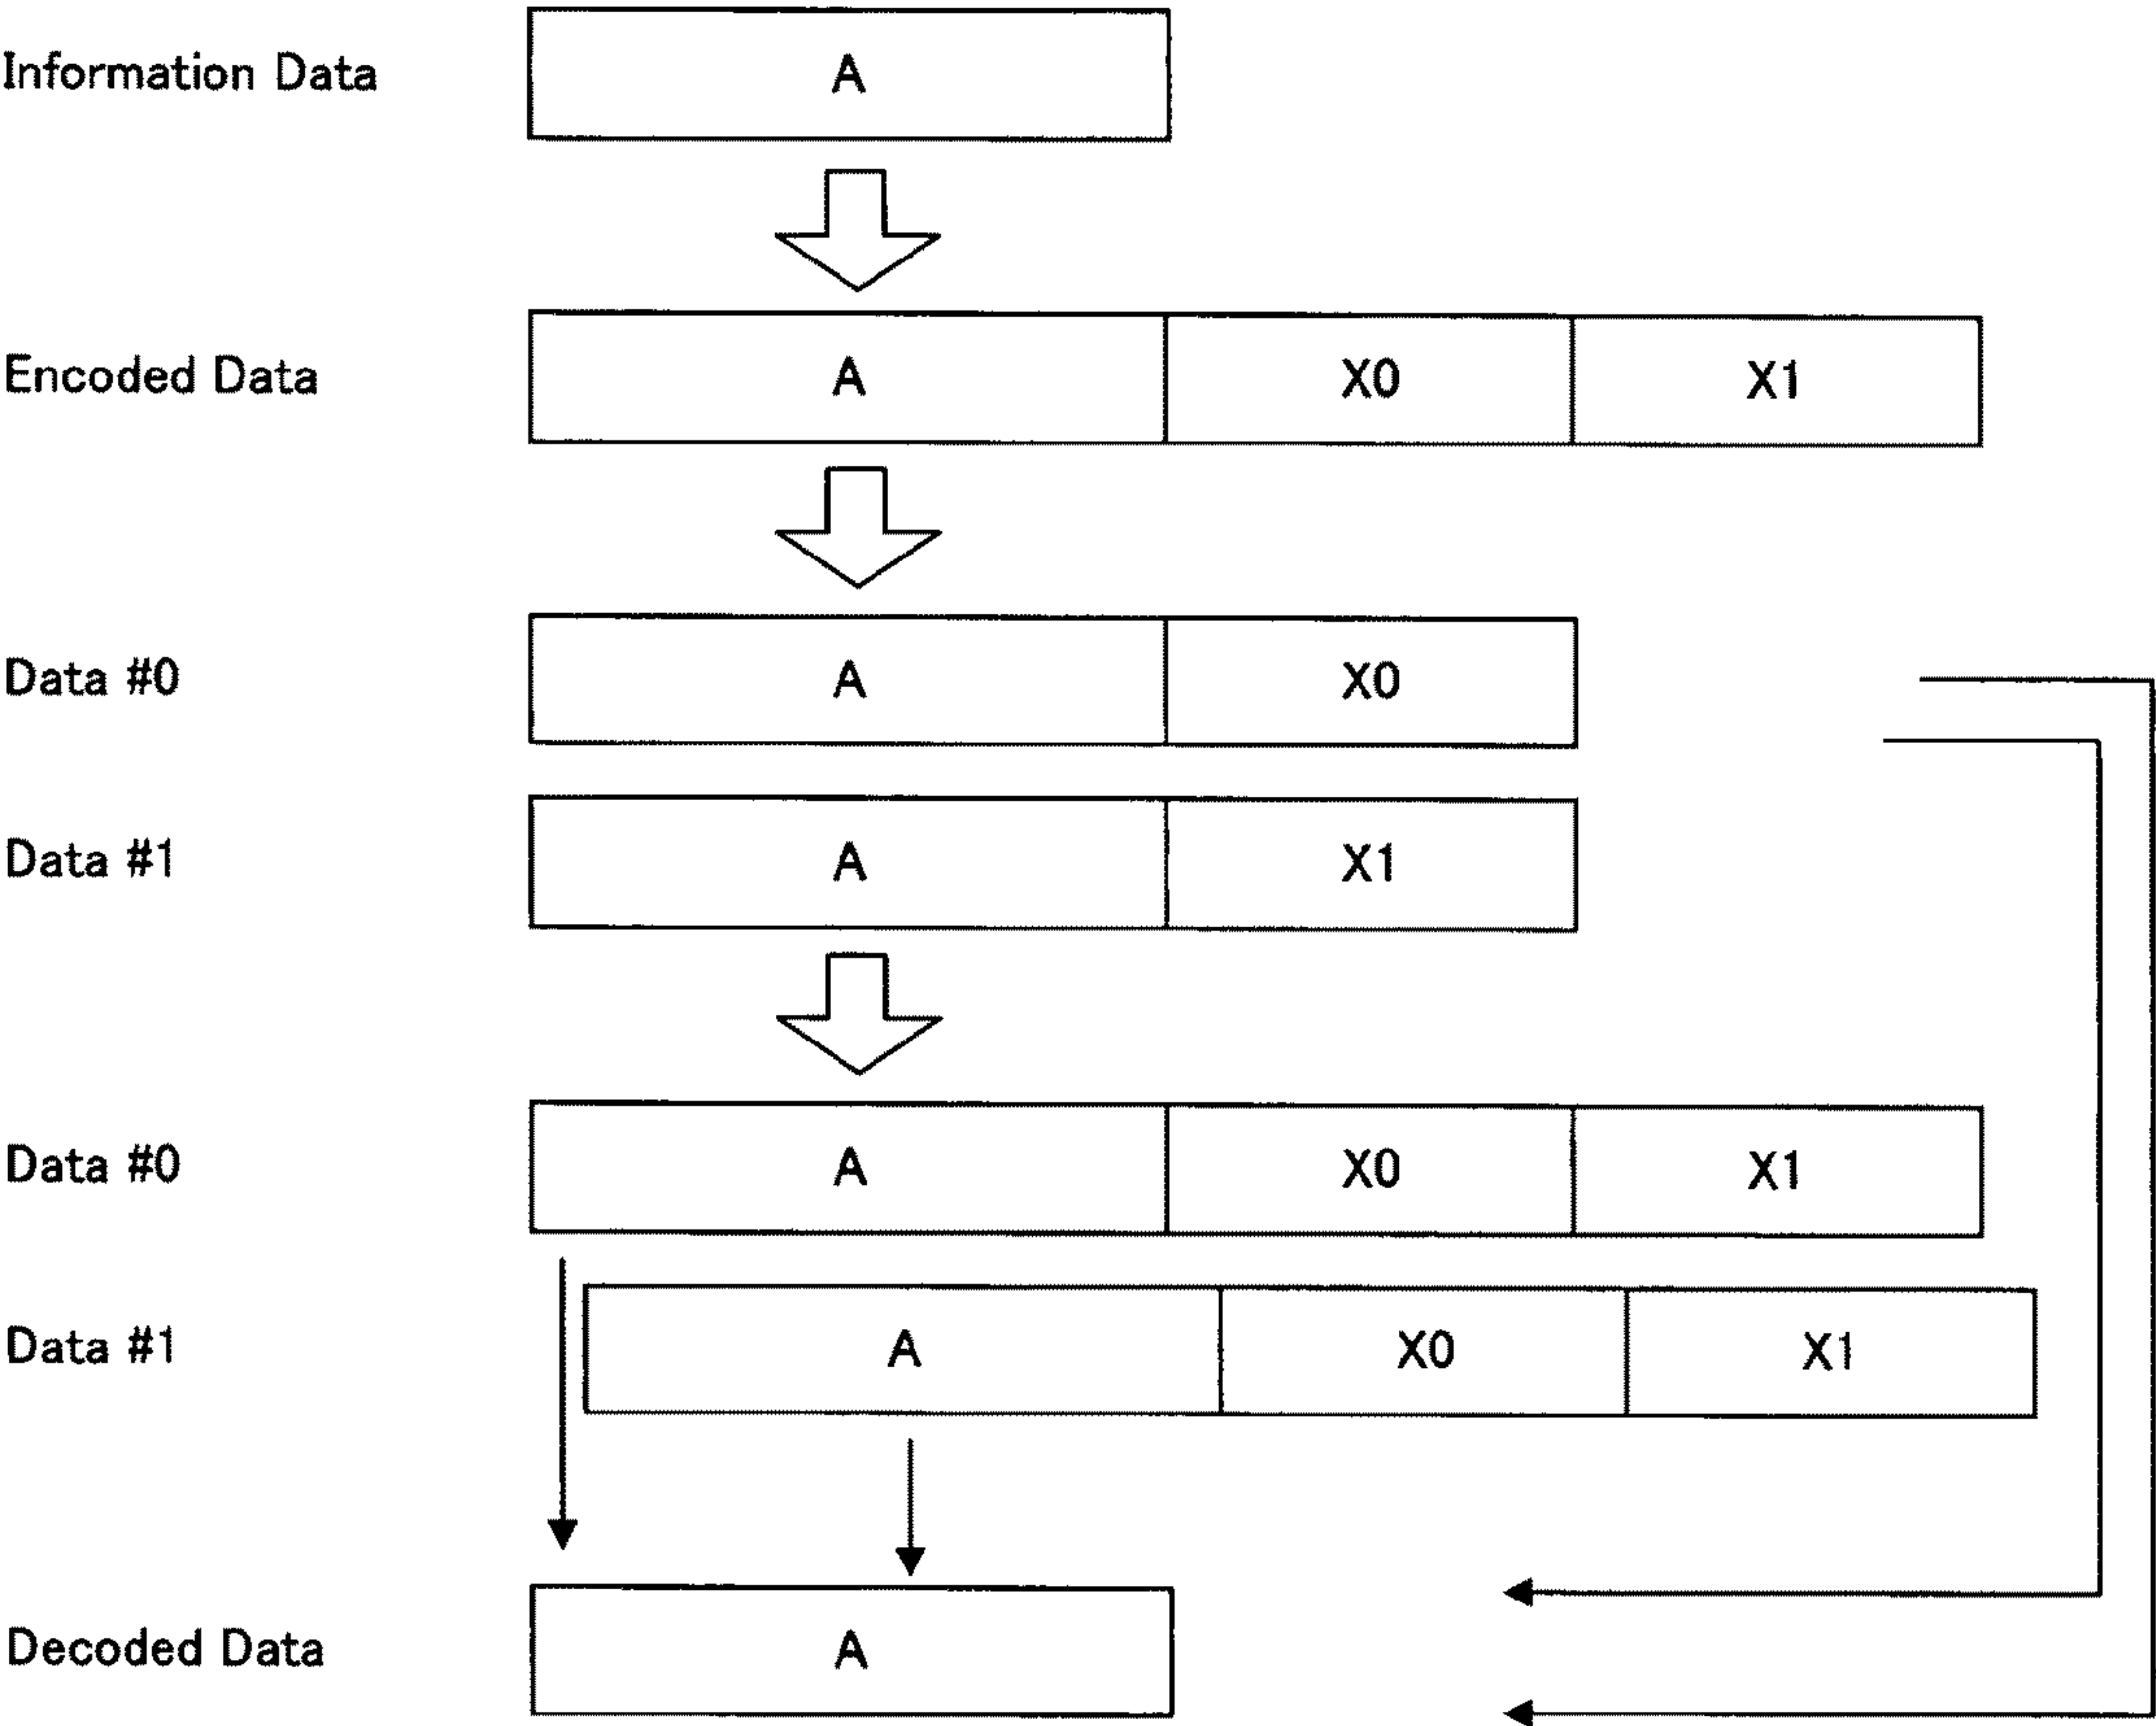 Information Data A
Encoded Data A X0 X1
Data #0 A X0
Data #1 A X1
Data #0 A X0 X1
Data #1 A X0 X1
Decoded Data A